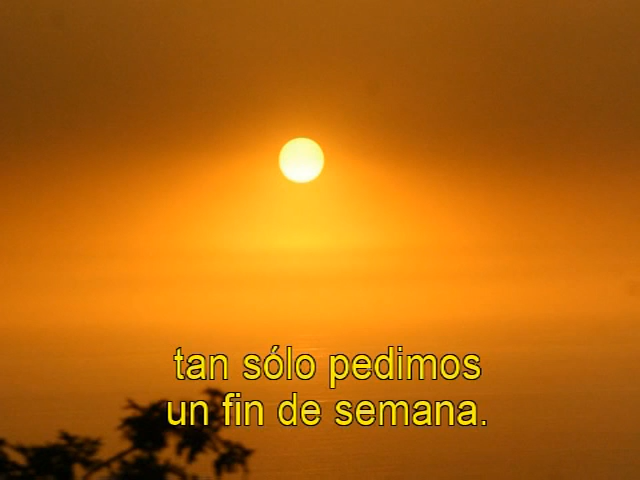 tan sólo pedimos
un fin de semana.